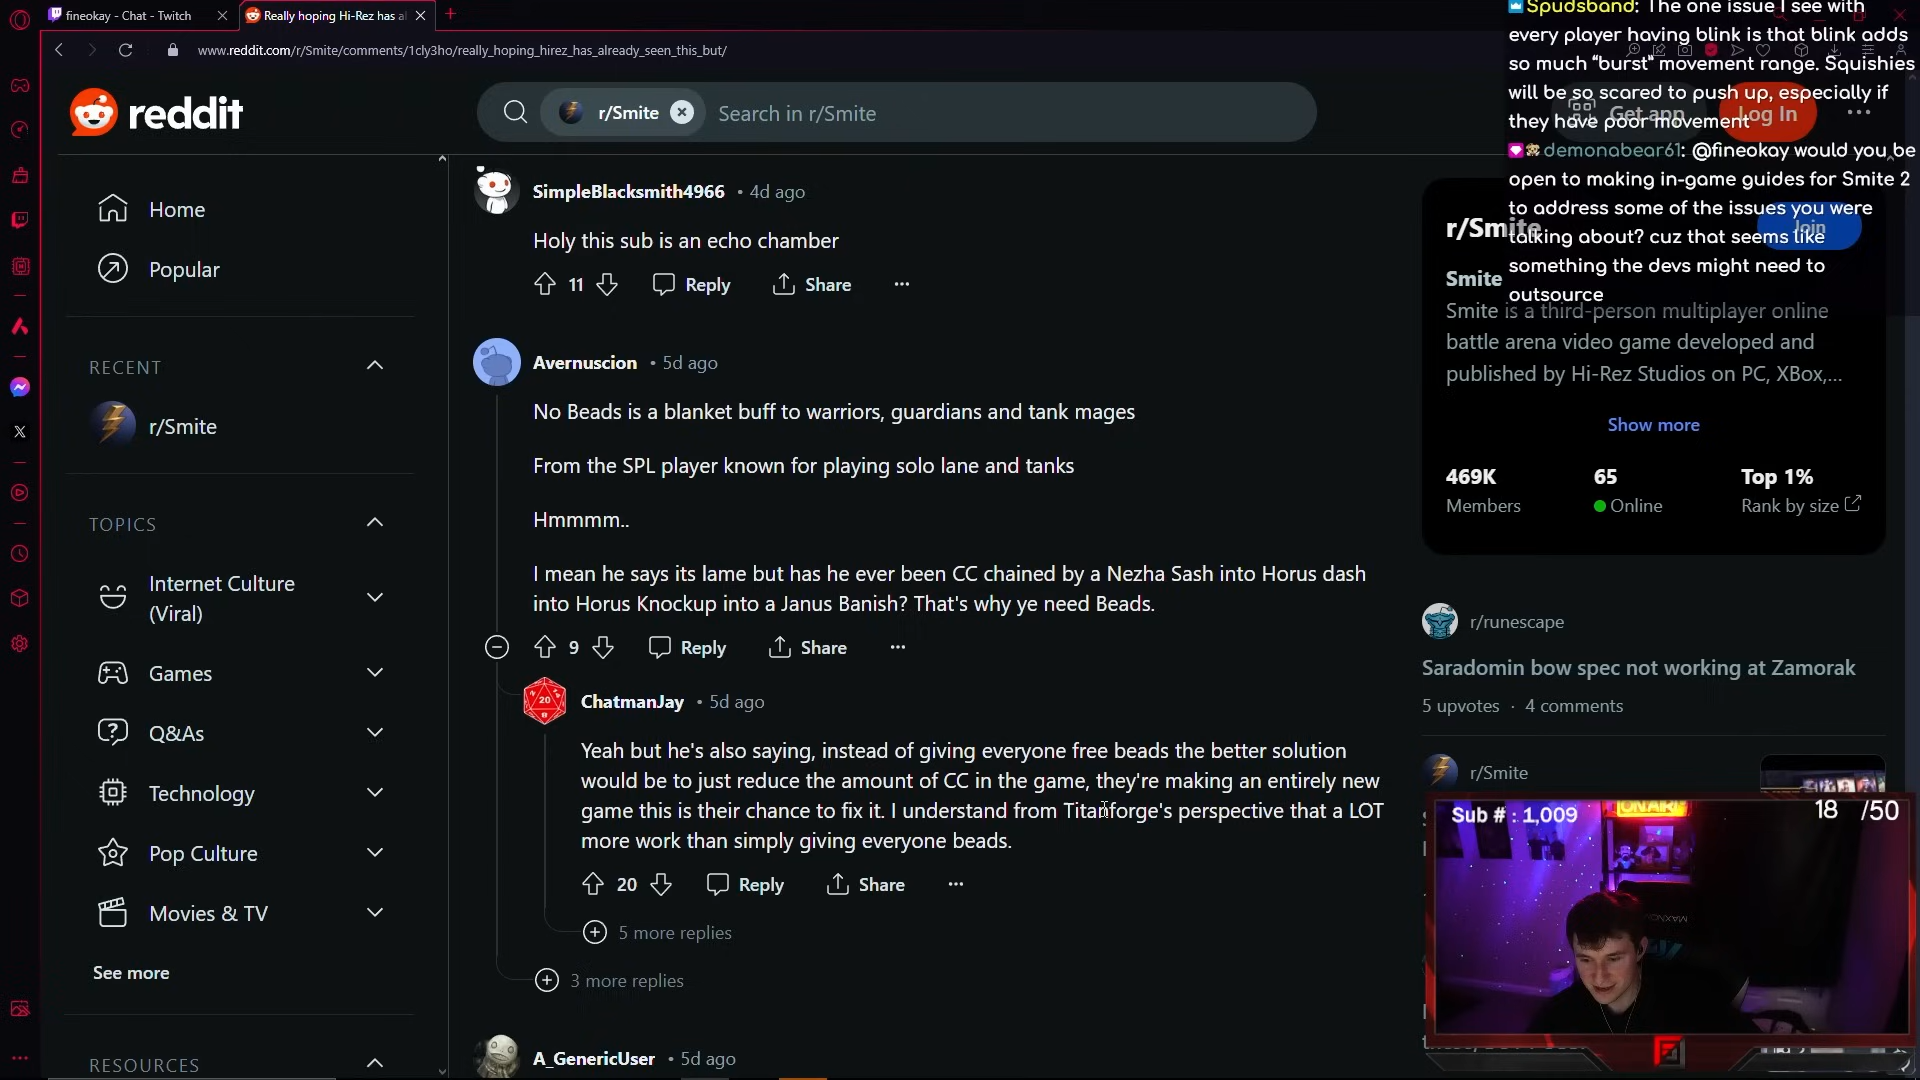 fineokay - Chat - Twitch
Really hoping Hi-Rez has al
www.reddit.com/r/Smite/comments/1cly3ho/really_hoping_hirez_has_already_seen_this_but/
reddit
r/Smite
Search in r/Smite
Get app
Log In
Spudsband: The one issue I see with
every player having blink is that blink adds
so much "burst" movement range. Squishies
will be so scared to push up, especially if
they have poor movement
demonabear61: @fineokay would you be
open to making in-game guides for Smite 2
to address some of the issues you were
talking about? cuz that seems like
something the devs might need to
outsource
Home
Popular
RECENT
r/Smite
TOPICS
Internet Culture
(Viral)
Games
Q&As
Technology
Pop Culture
Movies & TV
See more
RESOURCES
SimpleBlacksmith4966 • 4d ago
Holy this sub is an echo chamber
11 Reply Share
Avernuscion • 5d ago
No Beads is a blanket buff to warriors, guardians and tank mages
From the SPL player known for playing solo lane and tanks
Hmmmm..
I mean he says its lame but has he ever been CC chained by a Nezha Sash into Horus dash
into Horus Knockup into a Janus Banish? That's why ye need Beads.
9 Reply Share
ChatmanJay • 5d ago
Yeah but he's also saying, instead of giving everyone free beads the better solution
would be to just reduce the amount of CC in the game, they're making an entirely new
game this is their chance to fix it. I understand from Titanforge's perspective that a LOT
more work than simply giving everyone beads.
20 Reply Share
5 more replies
3 more replies
A_GenericUser • 5d ago
r/Smite
Join
Smite
Smite is a third-person multiplayer online
battle arena video game developed and
published by Hi-Rez Studios on PC, XBox,...
Show more
469K 65 Top 1%
Members Online Rank by size
r/runescape
Saradomin bow spec not working at Zamorak
5 upvotes · 4 comments
r/Smite
Sub # : 1,009
18 /50